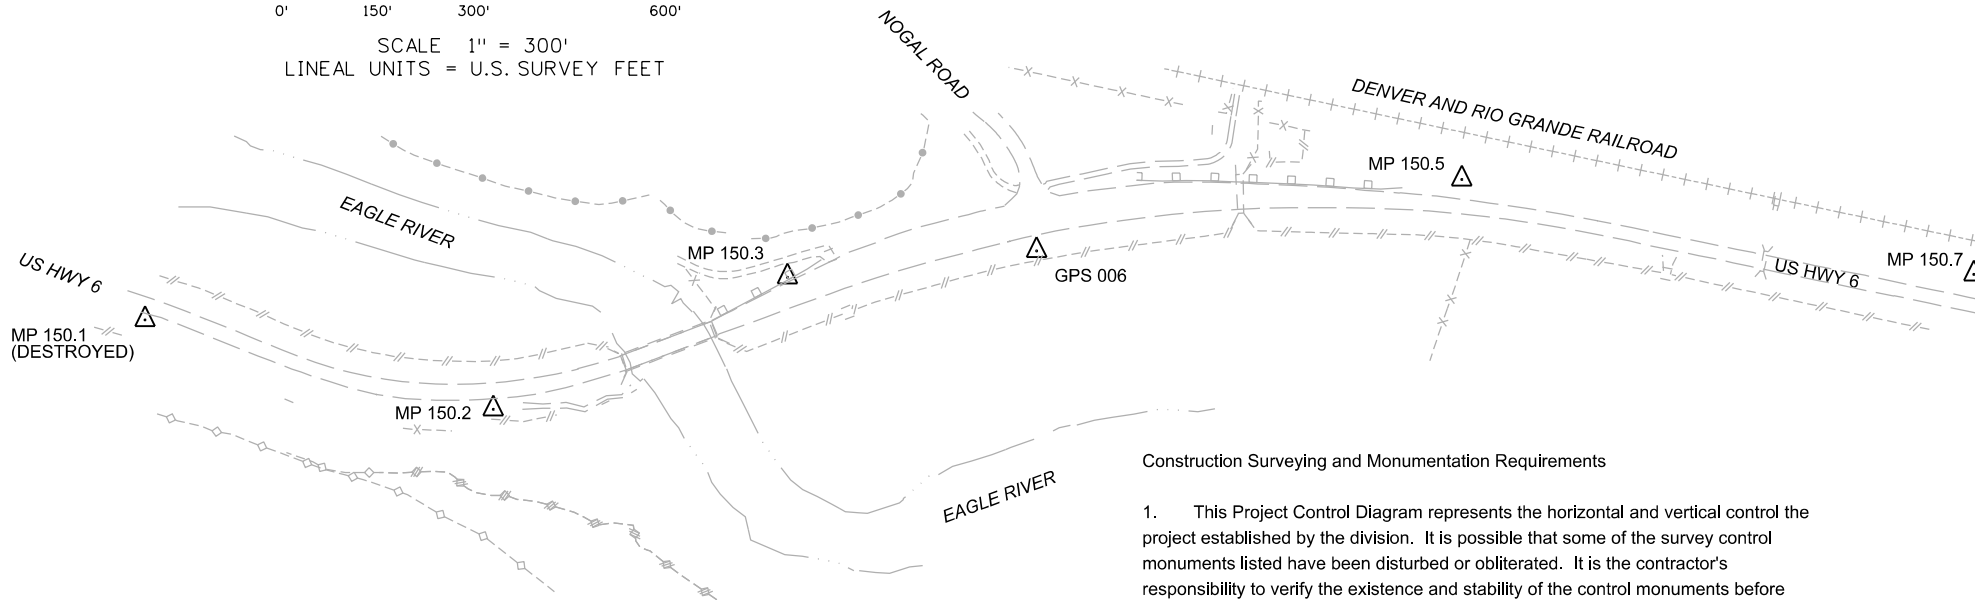 0' 150' 300' 600'
SCALE 1" = 300'
LINEAL UNITS = U.S. SURVEY FEET
NOGAL ROAD
DENVER AND RIO GRANDE RAILROAD
MP 150.5
EAGLE RIVER
MP 150.3
GPS 006
US HWY 6
MP 150.7
US HWY 6
MP 150.1
(DESTROYED)
MP 150.2
EAGLE RIVER
Construction Surveying and Monumentation Requirements
1. This Project Control Diagram represents the horizontal and vertical control the
project established by the division. It is possible that some of the survey control
monuments listed have been disturbed or obliterated. It is the contractor's
responsibility to verify the existence and stability of the control monuments before